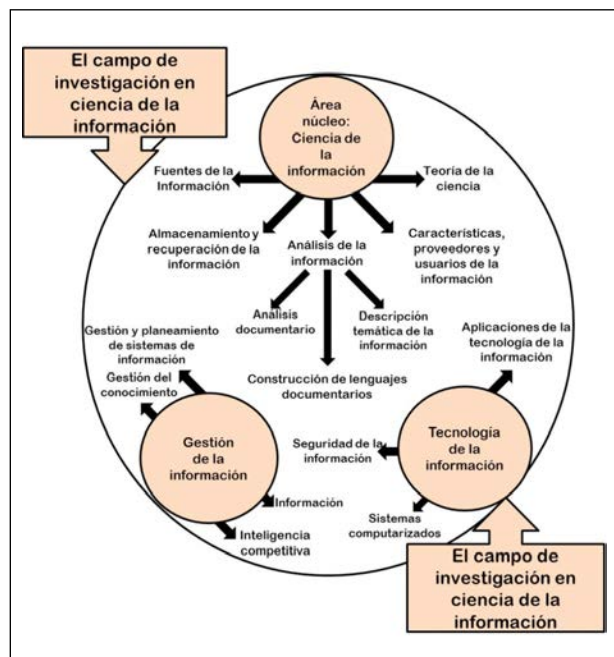 El campo de
investigación en
ciencia de la
información
Área
núcleo:
Ciencia de
la
información
Fuentes de la
Información
Teoría de la
ciencia
Almacenamiento y
recuperación de la
información
Análisis de la
información
Características,
proveedores y
usuarios de la
información
Análisis
documentario
Descripción
temática de la
información
Construcción de lenguajes
documentarios
Gestión y planeamiento
de sistemas de
información
Gestión del
conocimiento
Gestión
de la
información
Información
Inteligencia
competitiva
Aplicaciones de la
tecnología de la
información
Tecnología
de la
información
Seguridad de la
información
Sistemas
computarizados
El campo de
investigación en
ciencia de la
información